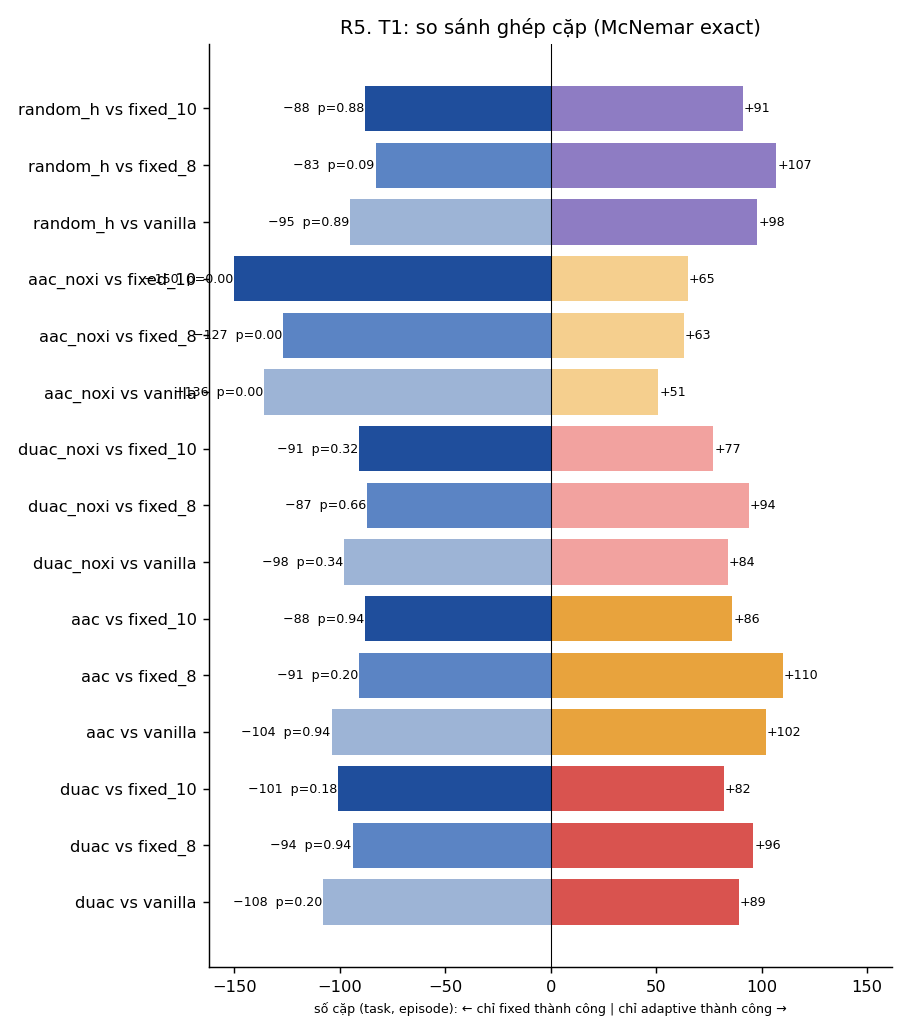 R5. T1: so sánh ghép cặp (McNemar exact)
random_h vs fixed_10 −88 p=0.88 +91
random_h vs fixed_8 −83 p=0.09 +107
random_h vs vanilla −95 p=0.89 +98
aac_noxi vs fixed_10 −150 p=0.00 +65
aac_noxi vs fixed_8 −127 p=0.00 +63
aac_noxi vs vanilla −136 p=0.00 +51
duac_noxi vs fixed_10 −91 p=0.32 +77
duac_noxi vs fixed_8 −87 p=0.66 +94
duac_noxi vs vanilla −98 p=0.34 +84
aac vs fixed_10 −88 p=0.94 +86
aac vs fixed_8 −91 p=0.20 +110
aac vs vanilla −104 p=0.94 +102
duac vs fixed_10 −101 p=0.18 +82
duac vs fixed_8 −94 p=0.94 +96
duac vs vanilla −108 p=0.20 +89
−150 −100 −50 0 50 100 150
số cặp (task, episode): ← chỉ fixed thành công | chỉ adaptive thành công →